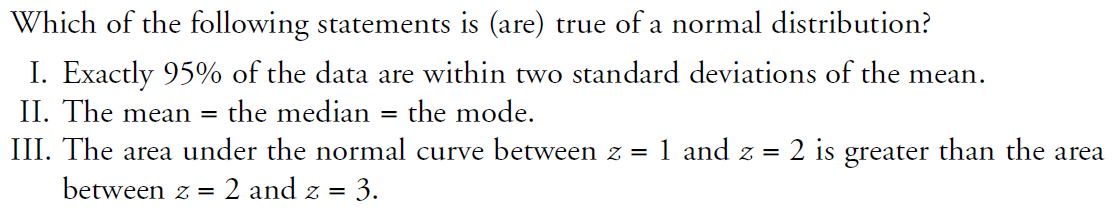 Which of the following statements is (are) true of a normal distribution?
I. Exactly 95% of the data are within two standard deviations of the mean.
II. The mean = the median = the mode.
III. The area under the normal curve between z = 1 and z = 2 is greater than the area
between z = 2 and z = 3.